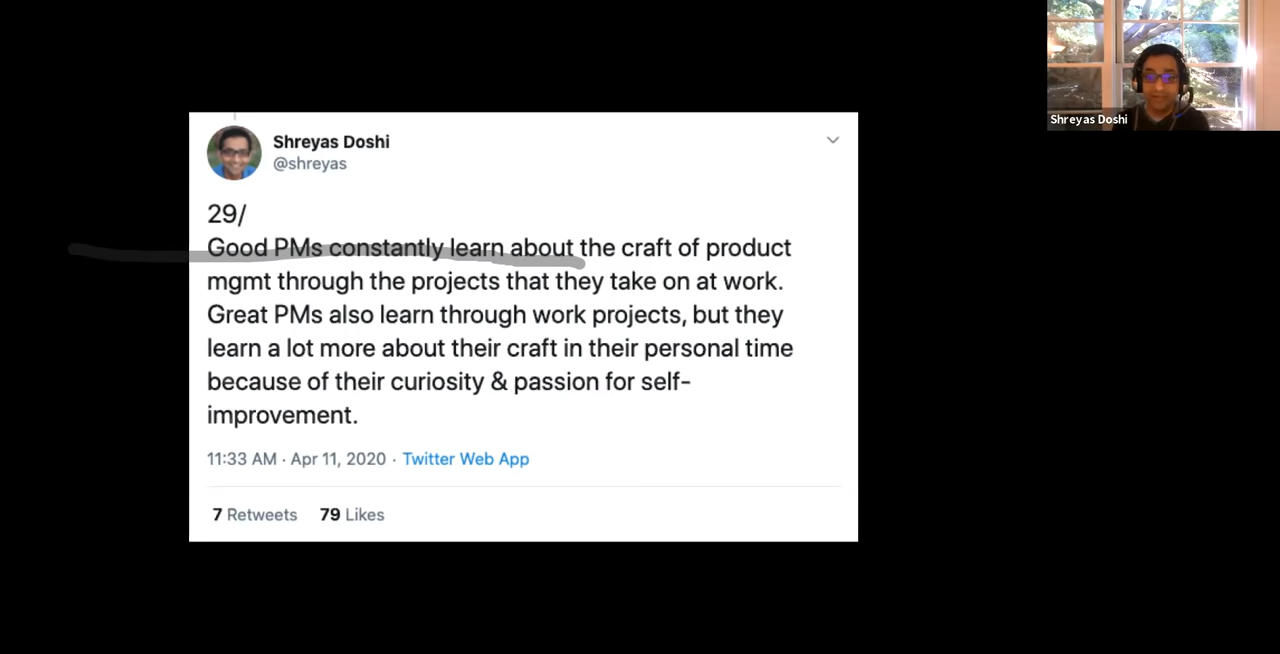 Shreyas Doshi
Shreyas Doshi
@shreyas
29/
Good PMs constantly learn about the craft of product
mgmt through the projects that they take on at work.
Great PMs also learn through work projects, but they
learn a lot more about their craft in their personal time
because of their curiosity & passion for self-
improvement.
11:33 AM · Apr 11, 2020 · Twitter Web App
7 Retweets 79 Likes